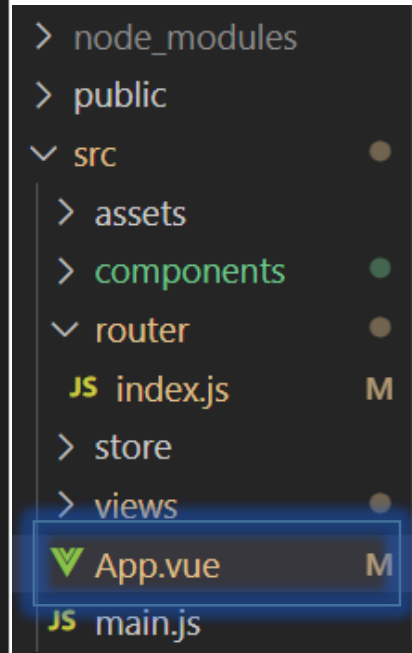 node_modules
public
src
assets
components
router
JS index.js M
store
views
App.vue M
JS main.js